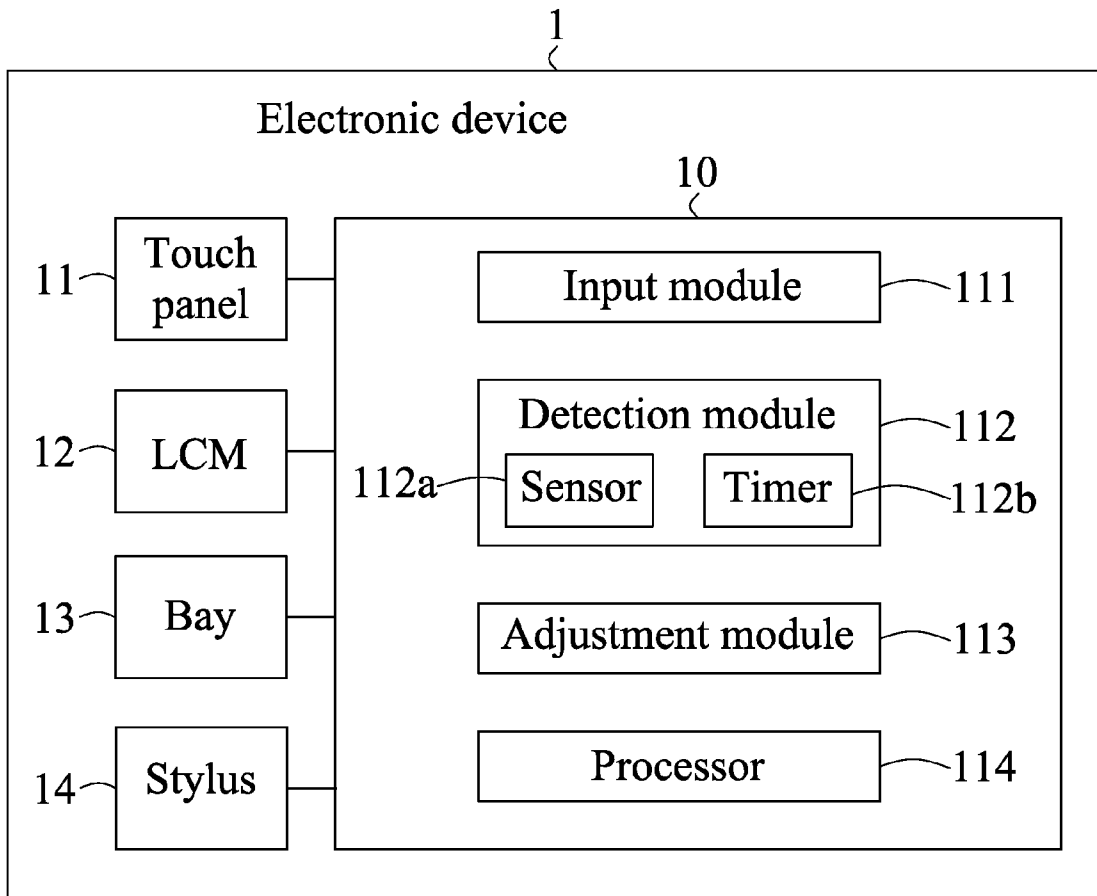 1
Electronic device
10
11
Touch
panel
Input module
111
12
LCM
Detection module
112
112a
Sensor
Timer
112b
13
Bay
Adjustment module
113
14
Stylus
Processor
114